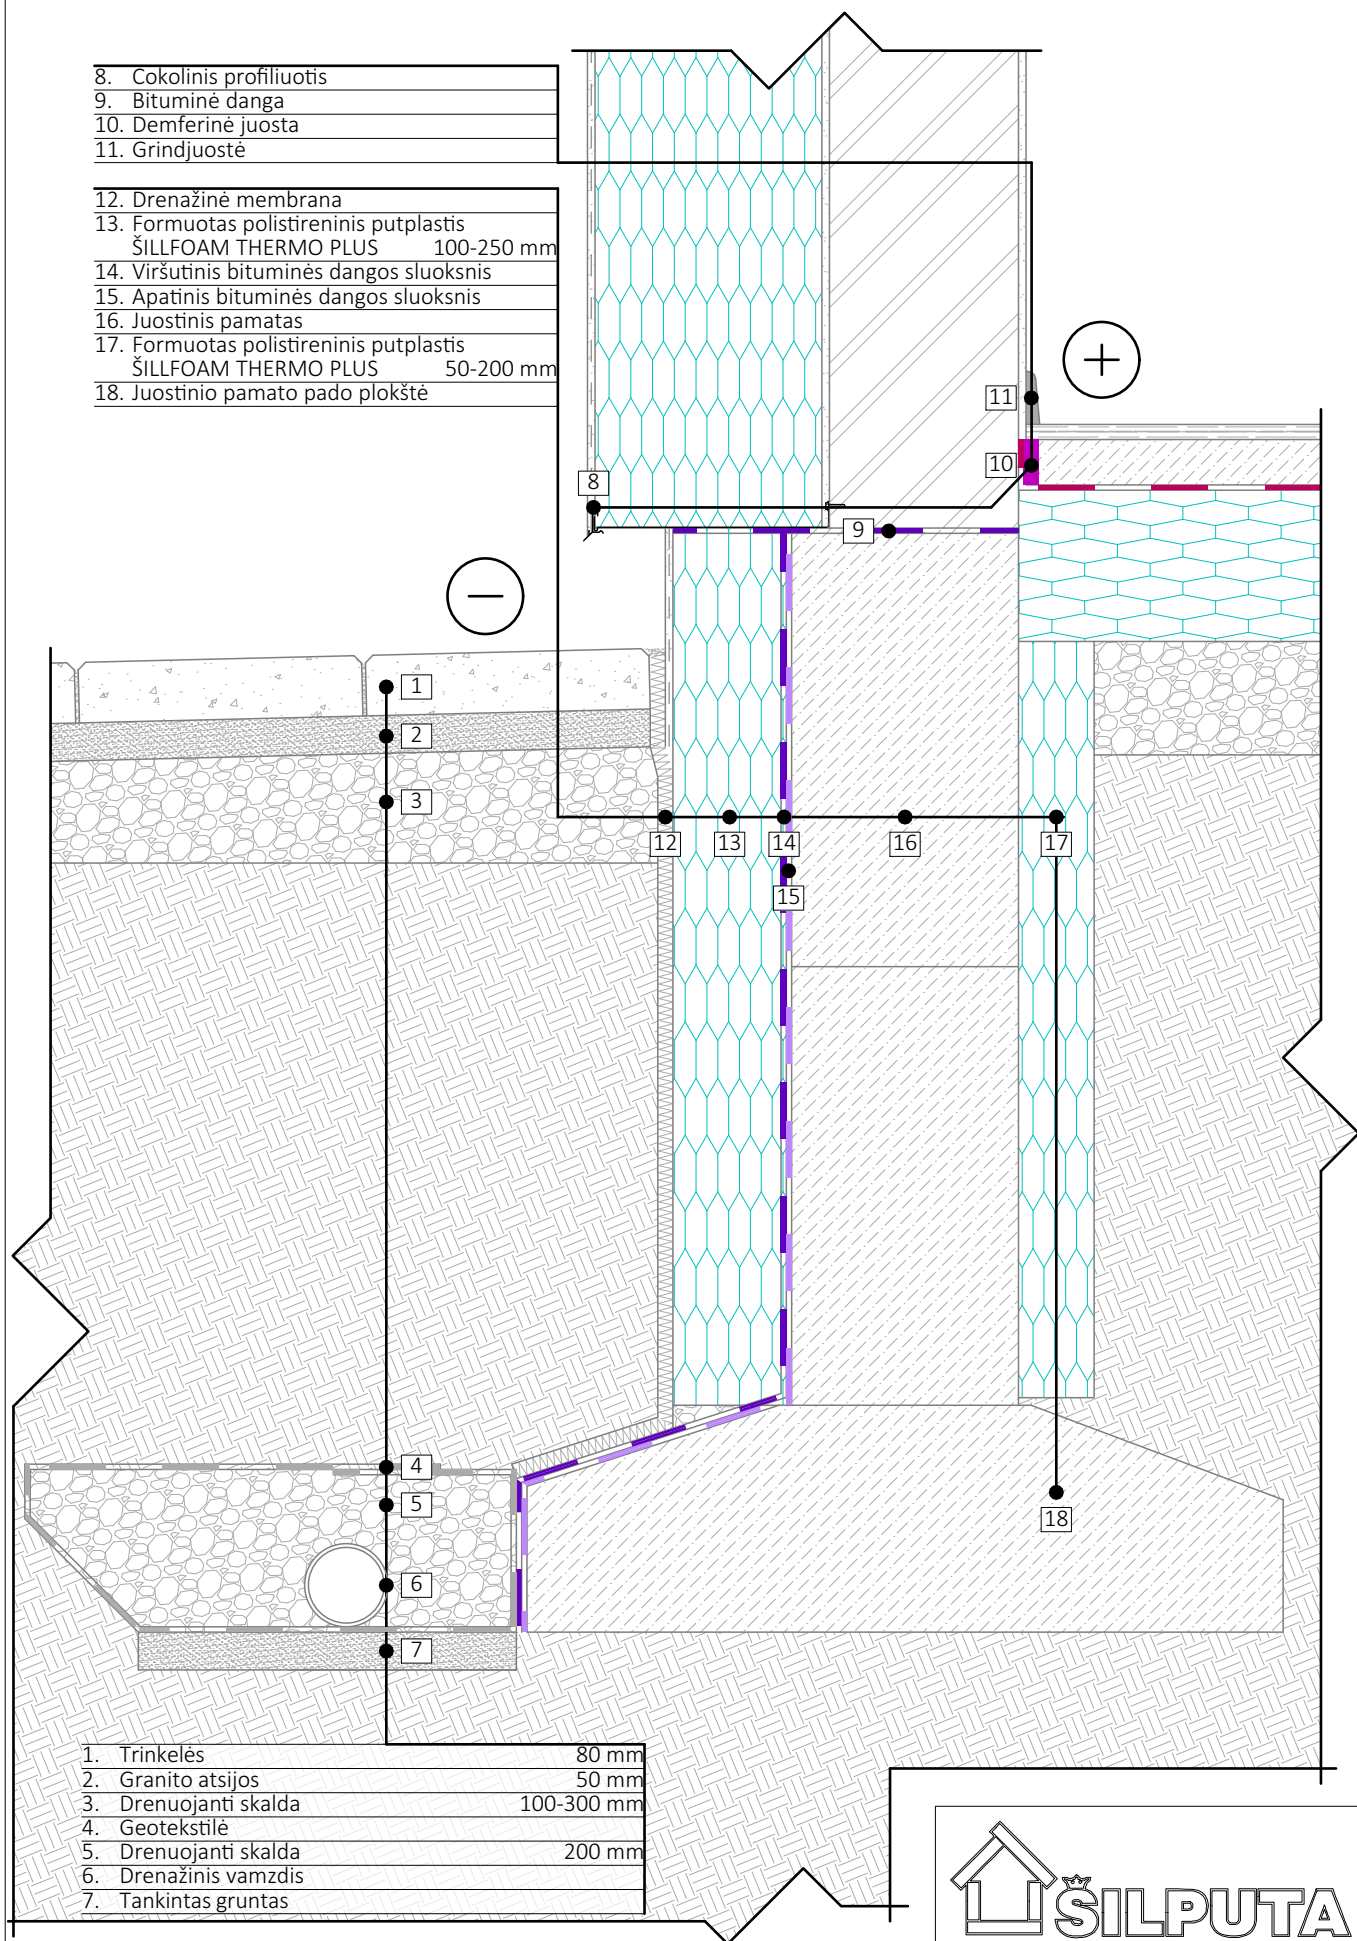 8. Cokolinis profiliuotis
9. Bituminė danga
10. Demferinė juosta
11. Grindjuostė
12. Drenažinė membrana
13. Formuotas polistireninis putplastis
ŠILLFOAM THERMO PLUS 100-250 mm
14. Viršutinis bituminės dangos sluoksnis
15. Apatinis bituminės dangos sluoksnis
16. Juostinis pamatas
17. Formuotas polistireninis putplastis
ŠILLFOAM THERMO PLUS 50-200 mm
18. Juostinio pamato pado plokštė
11
10
8
9
1
2
3
12 13 14 16 17
15
4
5
18
6
7
1. Trinkelės 80 mm
2. Granito atsijos 50 mm
3. Drenuojanti skalda 100-300 mm
4. Geotekstilė
5. Drenuojanti skalda 200 mm
6. Drenažinis vamzdis
7. Tankintas gruntas
ŠILPUTA